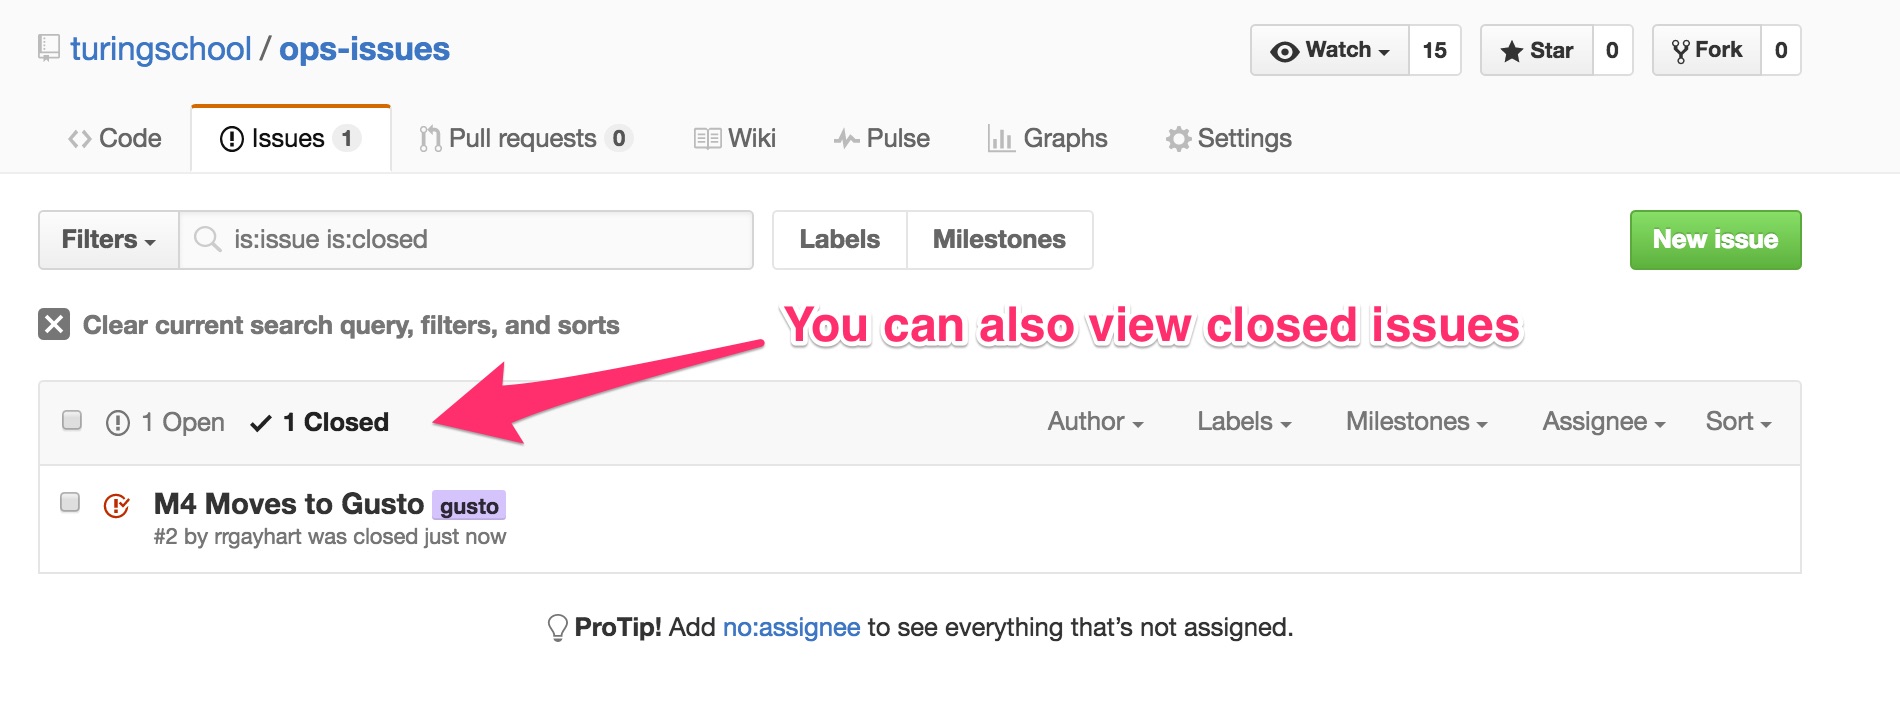 turingschool / ops-issues
Watch 15
Star 0
Fork 0
Code
Issues 1
Pull requests 0
Wiki
Pulse
Graphs
Settings
Filters
is:issue is:closed
Labels
Milestones
New issue
Clear current search query, filters, and sorts
You can also view closed issues
1 Open
1 Closed
Author
Labels
Milestones
Assignee
Sort
M4 Moves to Gusto gusto
#2 by rrgayhart was closed just now
ProTip! Add no:assignee to see everything that's not assigned.